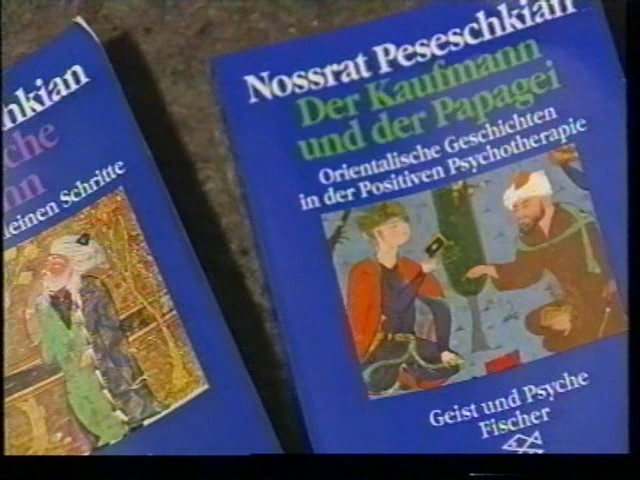 hkian
che
nn
leinen Schritte
Nossrat Peseschkian
Der Kaufmann
und der Papagei
Orientalische Geschichten
in der Positiven Psychotherapie
Geist und Psyche
Fischer